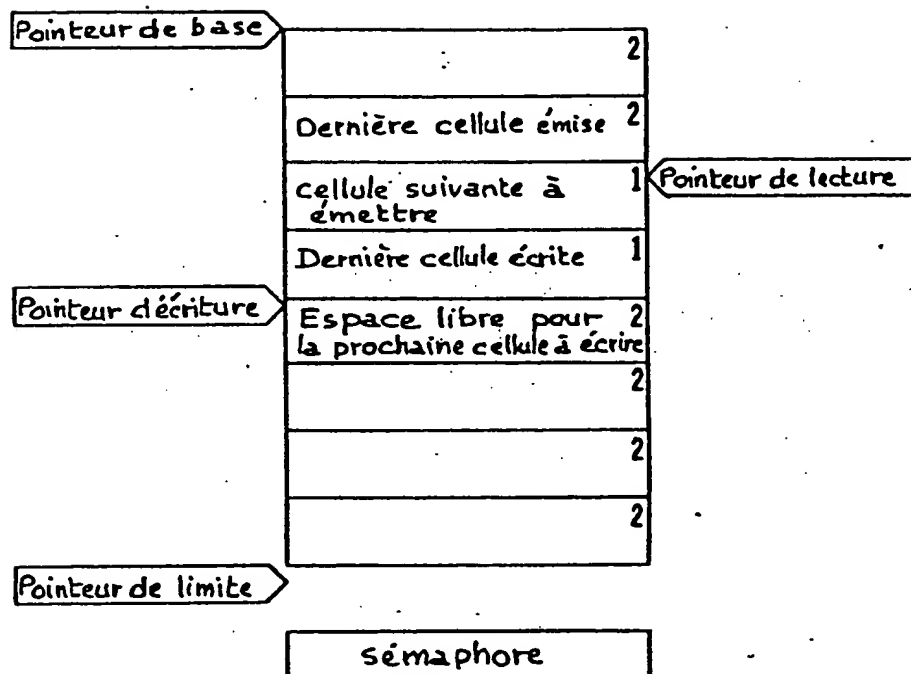 Pointeur de base
2
Dernière cellule émise 2
cellule suivante à 1
émettre
Pointeur de lecture
Dernière cellule écrite 1
Pointeur d'écriture
Espace libre pour 2
la prochaine cellule à écrire
2
2
2
Pointeur de limite
sémaphore